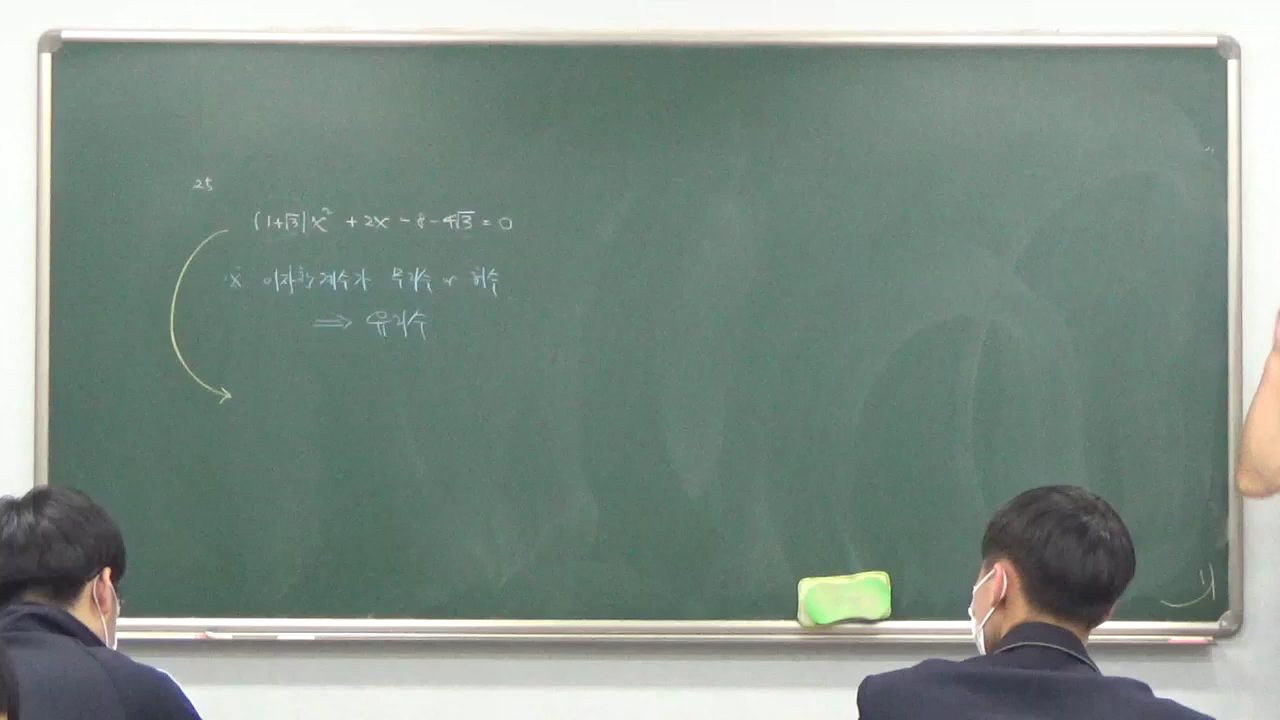 25
(1+√3)x² + 2x - 8 - 4√3 = 0
※ 이차항 계수가 무리수 or 허수
⟹ 유리수